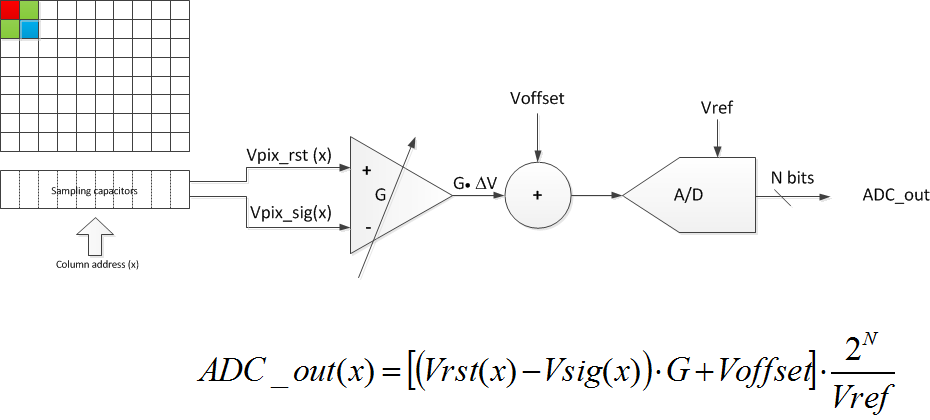 Voffset
Vref
Vpix_rst (x)
+
G
-
Vpix_sig(x)
G• ΔV
+
A/D
N bits
ADC_out
Sampling capacitors
Column address (x)
ADC_out(x)=[(Vrst(x)−Vsig(x))·G+Voffset]·2^N/Vref